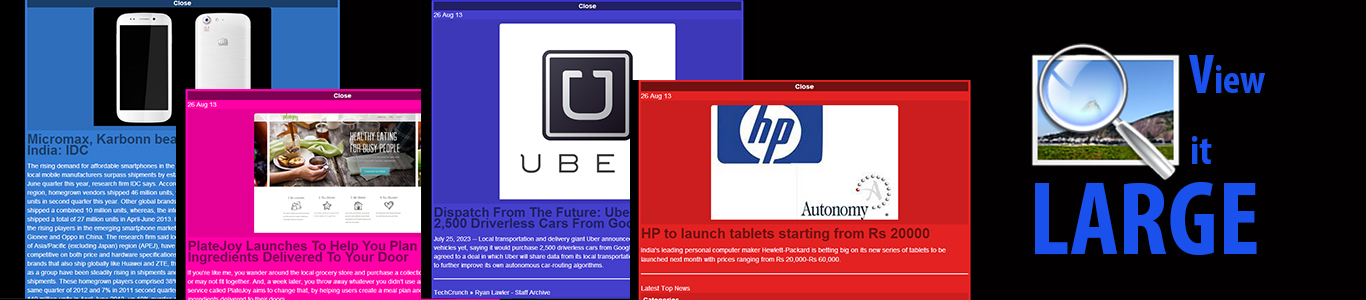 Close
Micromax, Karbonn bea
India: IDC
The rising demand for affordable smartphones in the
local mobile manufacturers surpass shipments by est
June quarter this year, research firm IDC says. Accor
region, homegrown vendors shipped 46 million units,
units in second quarter this year. Other global brands
shipped a combined 10 million units, whereas, the in
shipped a total of 27 million units in April-June 2013.
the rising players in the emerging smartphone market
Gionee and Oppo in China. The research firm said lo
of Asia/Pacific (excluding Japan) region (APEJ), have
competitive on both price and hardware specification
brands that also ship globally like Huawei and ZTE, th
as a group have been steadily rising in shipments an
shipments. These homegrown players comprised 38%
same quarter of 2012 and 7% in 2011 second quarter
Close
26 Aug 13
platejoy
HEALTHY EATING
FOR BUSY PEOPLE
PlateJoy Launches To Help You Plan
Ingredients Delivered To Your Door
If you're like me, you wander around the local grocery store and purchase a collecti
or may not fit together. And, a week later, you throw away whatever you didn't use a
service called PlateJoy aims to change that, by helping users create a meal plan an
ingredients delivered to their doors
Close
26 Aug 13
U
UBE
Dispatch From The Future: Ube
2,500 Driverless Cars From Goo
July 25, 2023 -- Local transportation and delivery giant Uber announce
vehicles yet, saying it would purchase 2,500 driverless cars from Googl
agreed to a deal in which Uber will share data from its local transportati
to further improve its own autonomous car-routing algorithms.
TechCrunch » Ryan Lawler - Staff Archive
Close
26 Aug 13
hp
A
Autonomy
HP to launch tablets starting from Rs 20000
India's leading personal computer maker Hewlett-Packard is betting big on its new series of tablets to be
launched next month with prices ranging from Rs 20,000-Rs 60,000.
Latest Top News
Categories
View
it
LARGE